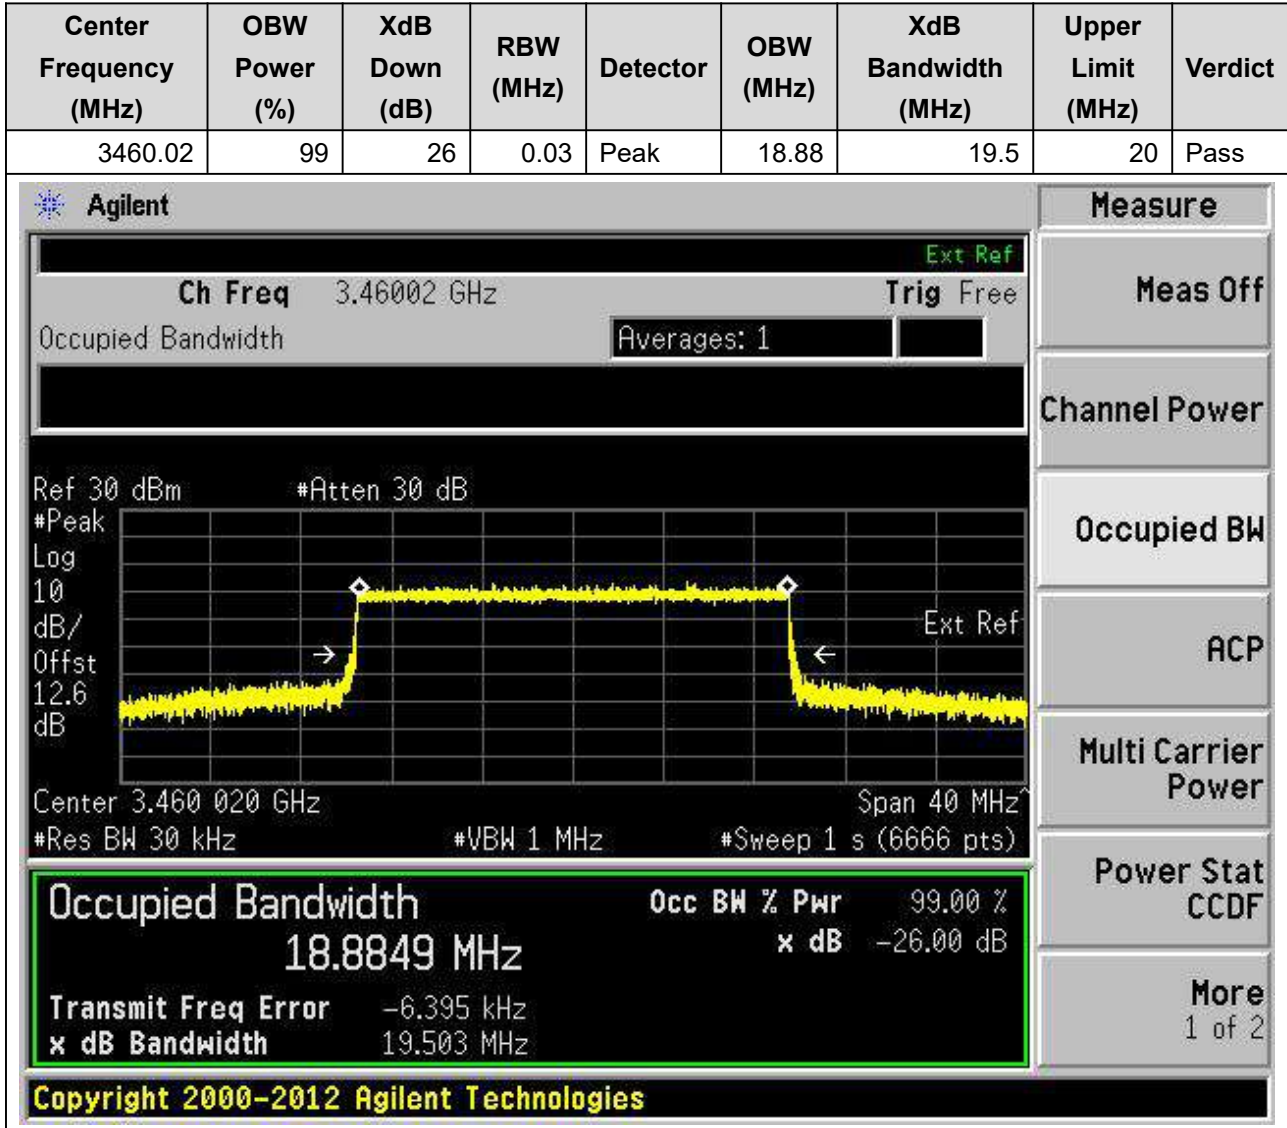 Center Frequency (MHz) OBW Power (%) XdB Down (dB) RBW (MHz) Detector OBW (MHz) XdB Bandwidth (MHz) Upper Limit (MHz) Verdict
3460.02 99 26 0.03 Peak 18.88 19.5 20 Pass
Agilent Measure
Ext Ref
Ch Freq 3.46002 GHz Trig Free
Meas Off
Occupied Bandwidth Averages: 1
Channel Power
Ref 30 dBm #Atten 30 dB
#Peak
Log
10
dB/
Offst
12.6
dB
Ext Ref
Occupied BW
ACP
Multi Carrier
Power
Center 3.460 020 GHz Span 40 MHz^
#Res BW 30 kHz #VBW 1 MHz #Sweep 1 s (6666 pts)
Occupied Bandwidth
18.8849 MHz
Occ BW % Pwr 99.00 %
x dB -26.00 dB
Transmit Freq Error -6.395 kHz
x dB Bandwidth 19.503 MHz
Power Stat
CCDF
More
1 of 2
Copyright 2000-2012 Agilent Technologies